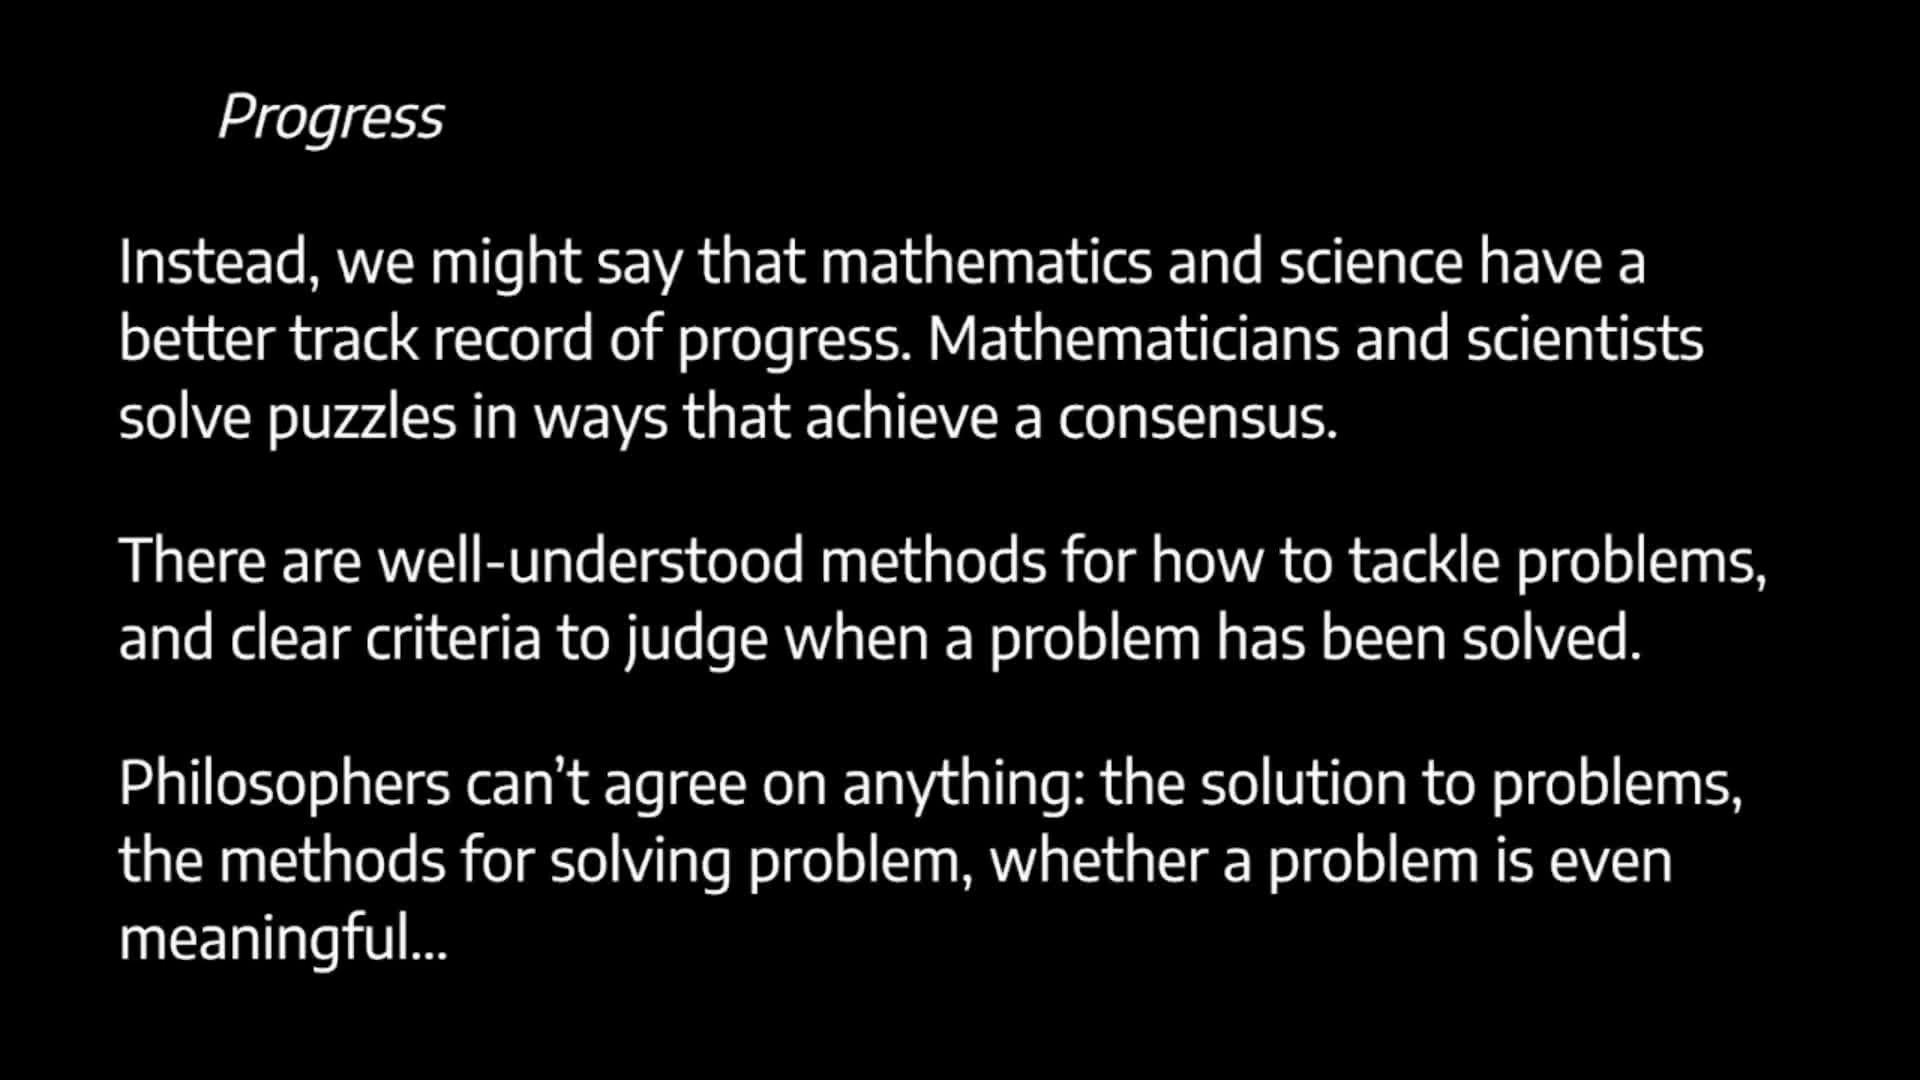 Progress
Instead, we might say that mathematics and science have a
better track record of progress. Mathematicians and scientists
solve puzzles in ways that achieve a consensus.
There are well-understood methods for how to tackle problems,
and clear criteria to judge when a problem has been solved.
Philosophers can’t agree on anything: the solution to problems,
the methods for solving problem, whether a problem is even
meaningful...